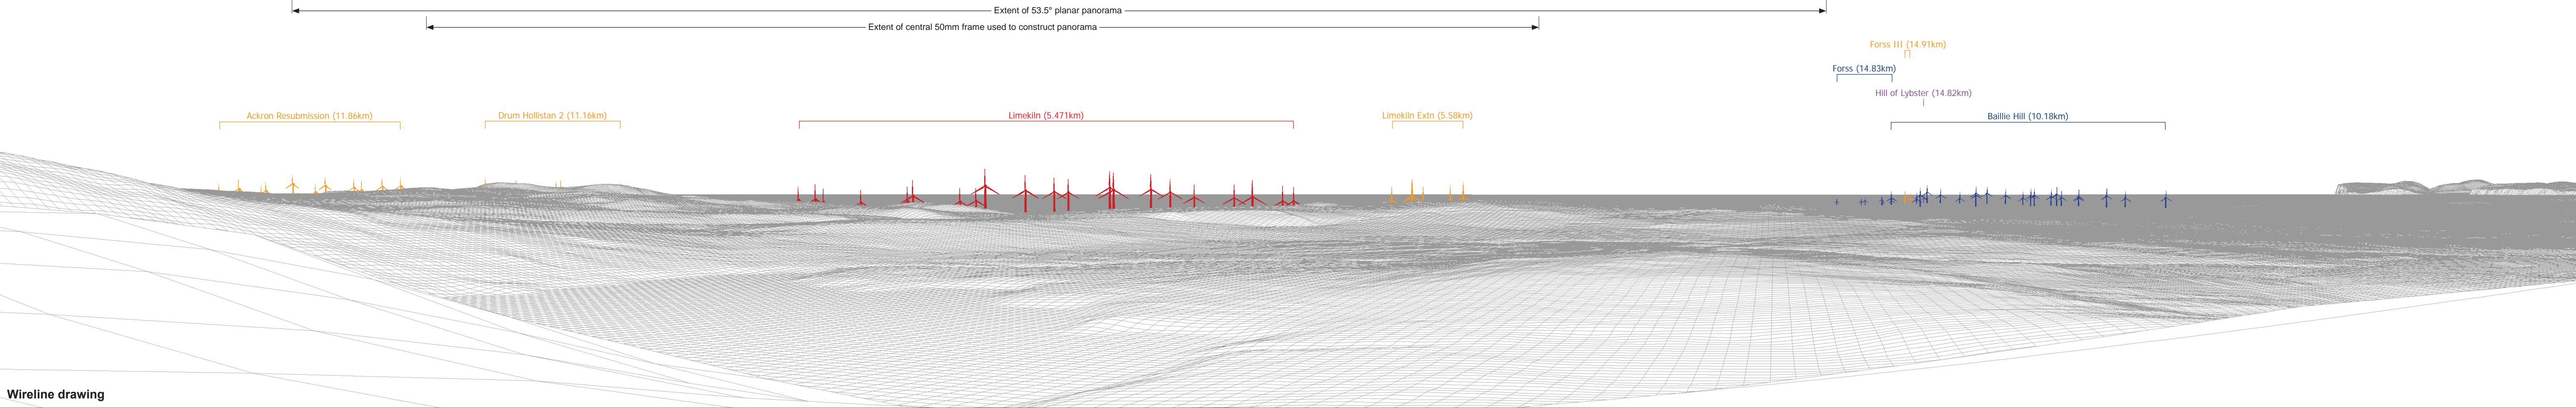 Extent of 53.5° planar panorama
Extent of central 50mm frame used to construct panorama
Forss III (14.91km)
Forss (14.83km)
Hill of Lybster (14.82km)
Ackron Resubmission (11.86km)
Drum Hollistan 2 (11.16km)
Limekiln (5.471km)
Limekiln Extn (5.58km)
Baillie Hill (10.18km)
Wireline drawing